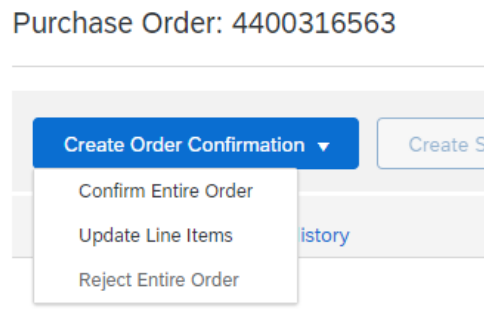 Purchase Order: 4400316563
Create Order Confirmation ▼ Create S
Confirm Entire Order
Update Line Items istory
Reject Entire Order